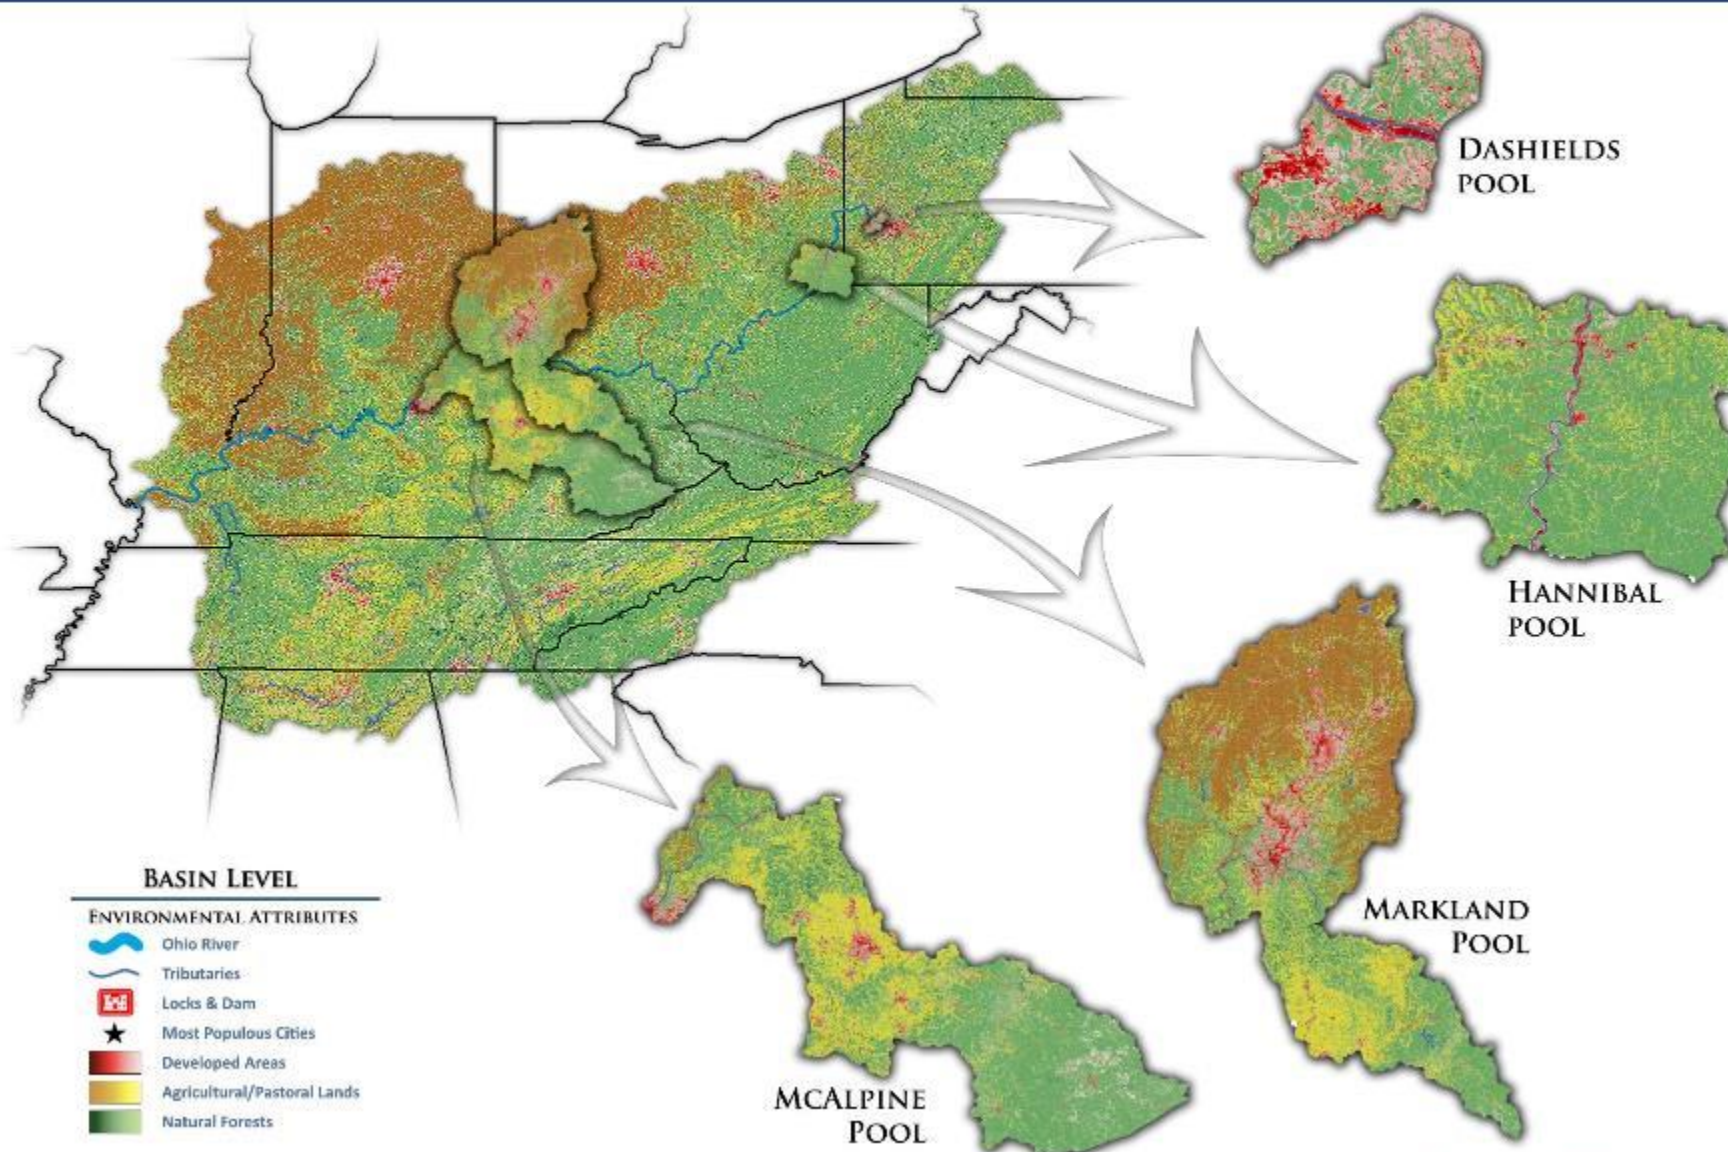 DASHIELDS
POOL
HANNIBAL
POOL
MARKLAND
POOL
MCALPINE
POOL
BASIN LEVEL
ENVIRONMENTAL ATTRIBUTES
Ohio River
Tributaries
Locks & Dam
Most Populous Cities
Developed Areas
Agricultural/Pastoral Lands
Natural Forests